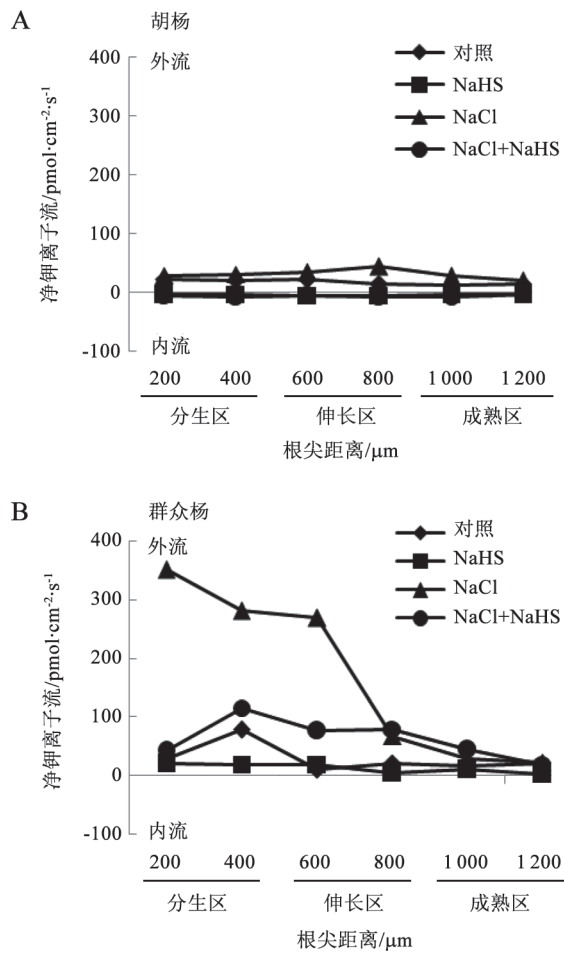 A
胡杨
外流
对照
NaHS
NaCl
NaCl+NaHS
净钾离子流/pmol·cm-2·s-1
400
300
200
100
0
-100
内流
200 400 600 800 1 000 1 200
分生区 伸长区 成熟区
根尖距离/μm
B
群众杨
外流
对照
NaHS
NaCl
NaCl+NaHS
净钾离子流/pmol·cm-2·s-1
400
300
200
100
0
-100
内流
200 400 600 800 1 000 1 200
分生区 伸长区 成熟区
根尖距离/μm